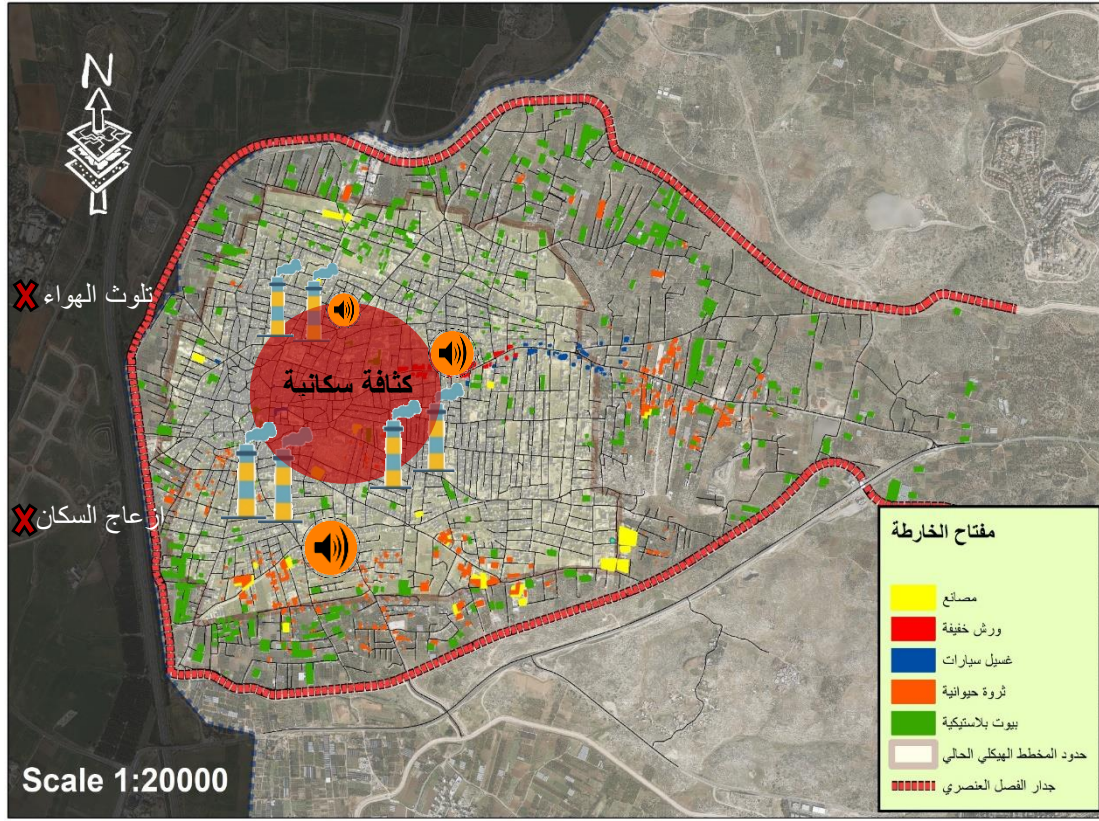 N
تلوث الهواء
كثافة سكانية
ازعاج السكان
مفتاح الخارطة
مصانع
ورش خفيفة
غسيل سيارات
ثروة حيوانية
بيوت بلاستيكية
حدود المخطط الهيكلي الحالي
جدار الفصل العنصري
Scale 1:20000